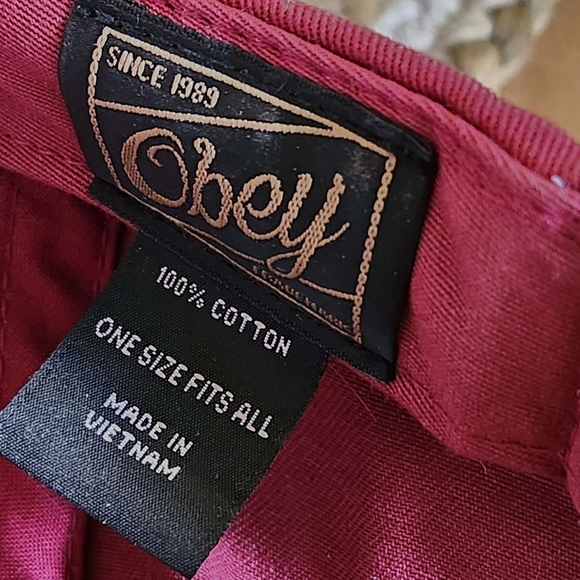 SINCE 1989
Obey
100% COTTON
ONE SIZE FITS ALL
MADE IN
VIETNAM